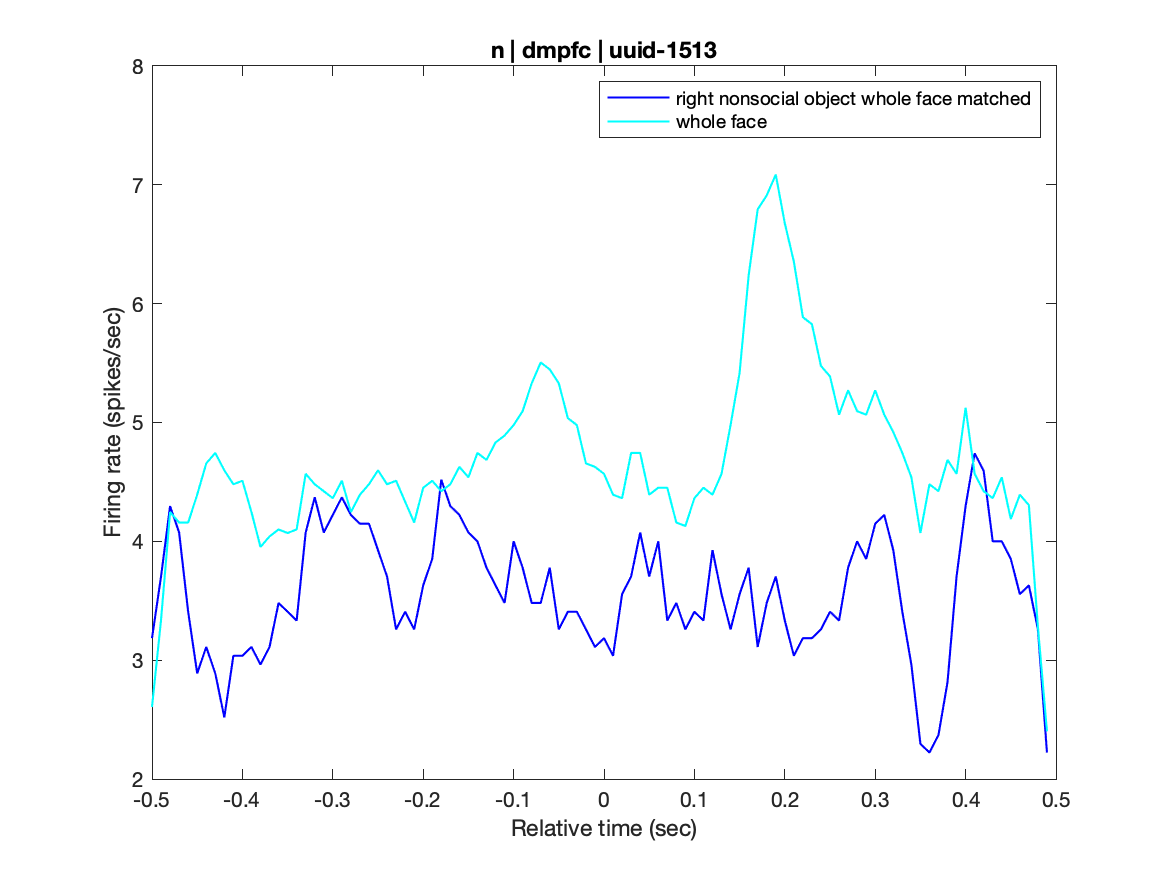 n | dmpfc | uuid-1513
right nonsocial object whole face matched
whole face
8
7
6
5
4
3
2
Firing rate (spikes/sec)
-0.5 -0.4 -0.3 -0.2 -0.1 0 0.1 0.2 0.3 0.4 0.5
Relative time (sec)